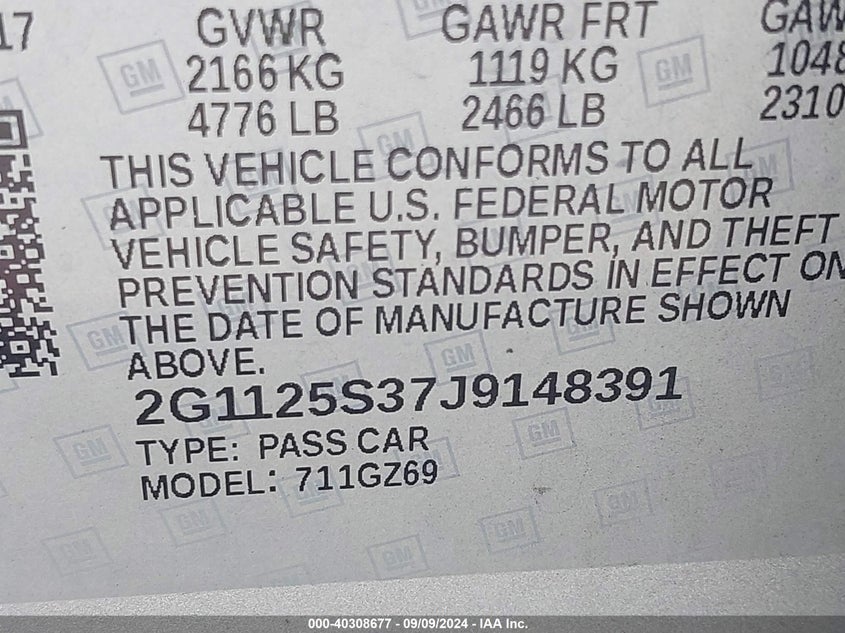 17
GVWR GAWR FRT GAW
2166 KG 1119 KG 1048
4776 LB 2466 LB 2310
THIS VEHICLE CONFORMS TO ALL
APPLICABLE U.S. FEDERAL MOTOR
VEHICLE SAFETY, BUMPER, AND THEFT
PREVENTION STANDARDS IN EFFECT ON
THE DATE OF MANUFACTURE SHOWN
ABOVE.
2G1125S37J9148391
TYPE: PASS CAR
MODEL: 711GZ69
000-40308677 - 09/09/2024 - IAA Inc.